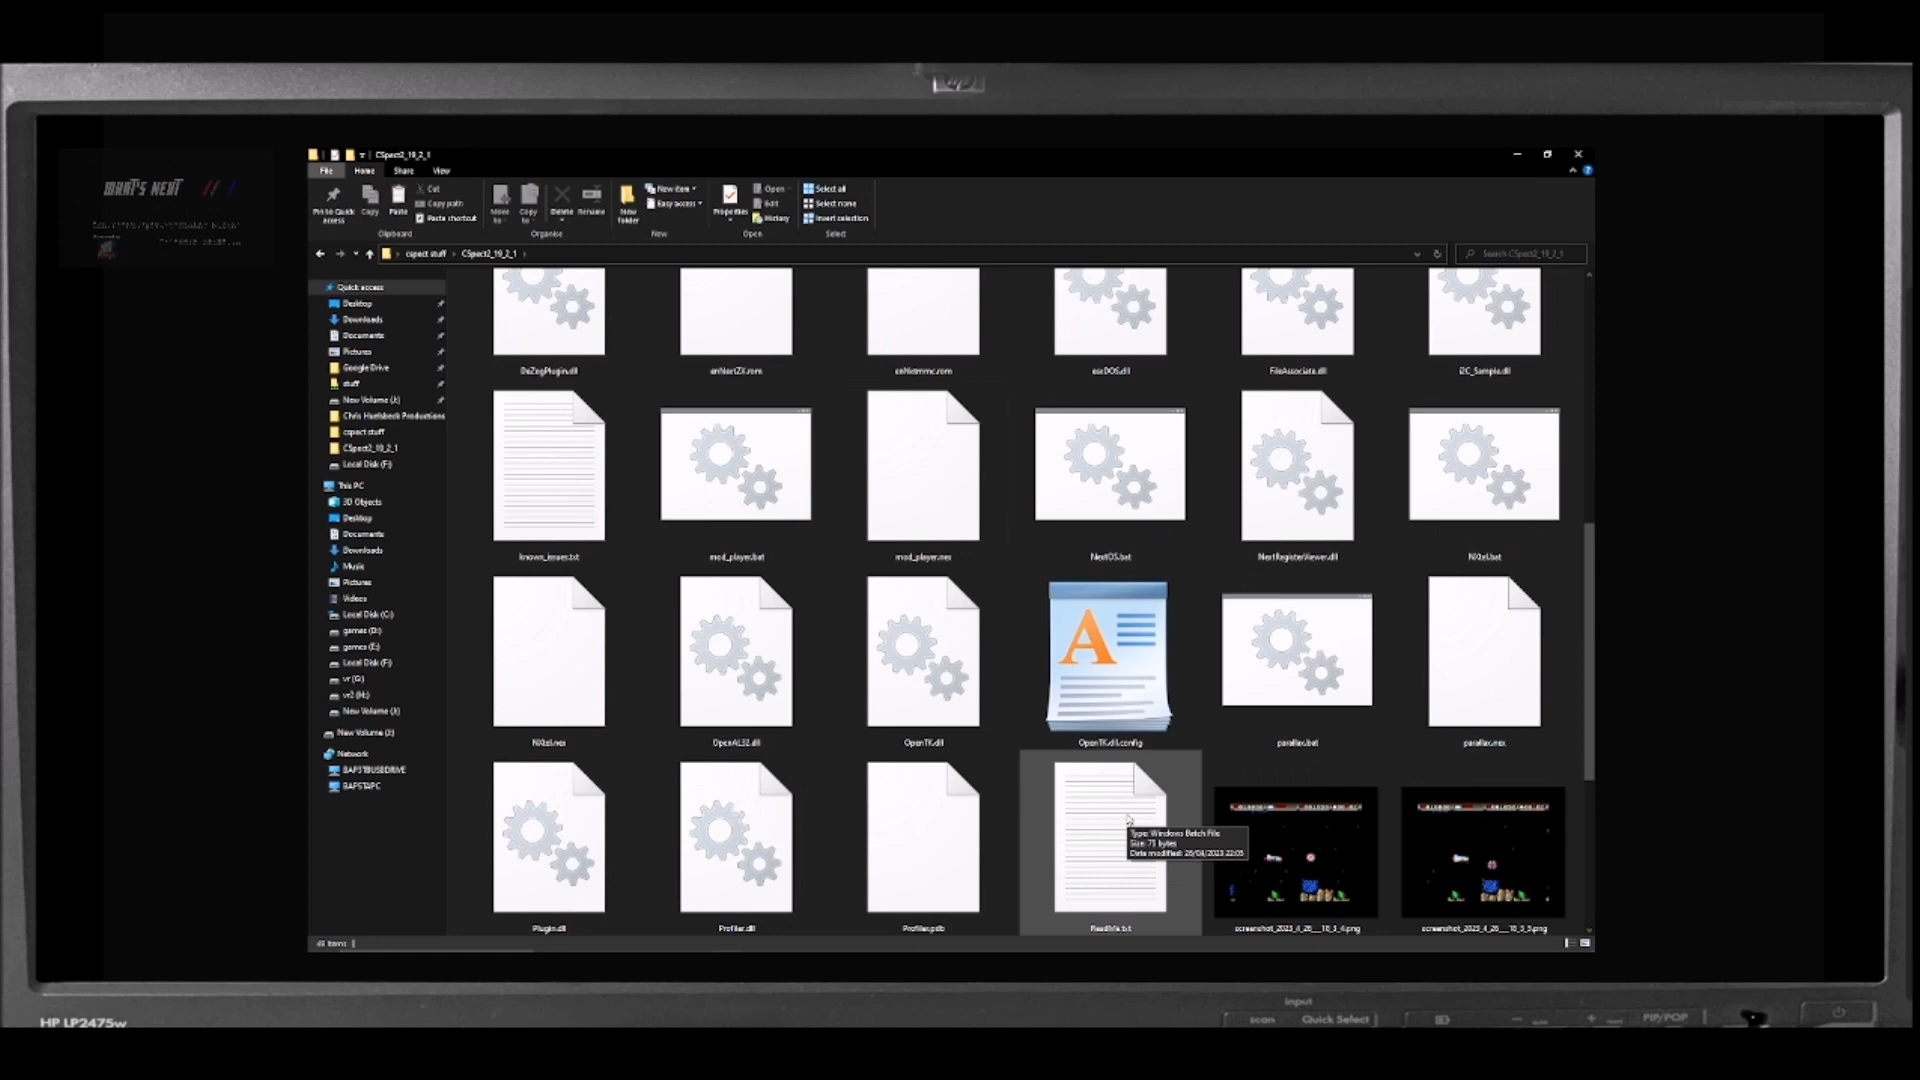 WHAT'S NEXT
hp
CSpect2_19_2_1
File Home Share View
Pin to Quick access
Copy
Paste
Cut
Copy path
Paste shortcut
Clipboard
Move to
Copy to
Delete
Rename
Organise
New folder
New item
Easy access
New
Properties
Open
Edit
History
Open
Select all
Select none
Invert selection
Select
cspect stuff > CSpect2_19_2_1 >
Search CSpect2_19_2_1
Quick access
Desktop
Downloads
Documents
Pictures
Google Drive
stuff
New Volume (J:)
Chris Huelsbeck Productions
cspect stuff
CSpect2_19_2_1
Local Disk (F:)
This PC
3D Objects
Desktop
Documents
Downloads
Music
Pictures
Videos
Local Disk (C:)
games (D:)
games (E:)
Local Disk (F:)
vr (G:)
vr2 (H:)
New Volume (J:)
New Volume (J:)
Network
BAPSTBUSBDRIVE
BAPSTAPC
DeZogPlugin.dll
enNextZX.rom
enNxtmmc.rom
esxDOS.dll
FileAssociate.dll
i2C_Sample.dll
known_issues.txt
mod_player.bat
mod_player.nex
NextOS.bat
NextRegisterViewer.dll
NXtel.bat
NXtel.nex
OpenAL32.dll
OpenTK.dll
OpenTK.dll.config
parallax.bat
parallax.nex
Plugin.dll
Profiler.dll
Profiler.pdb
ReadMe.txt
Type: Windows Batch File
Size: 71 bytes
Date modified: 26/04/2023 22:05
screenshot_2023_4_26__18_3_4.png
screenshot_2023_4_26__18_3_5.png
items
HP LP2475w
Input
scan
Quick Select
PIP/POP